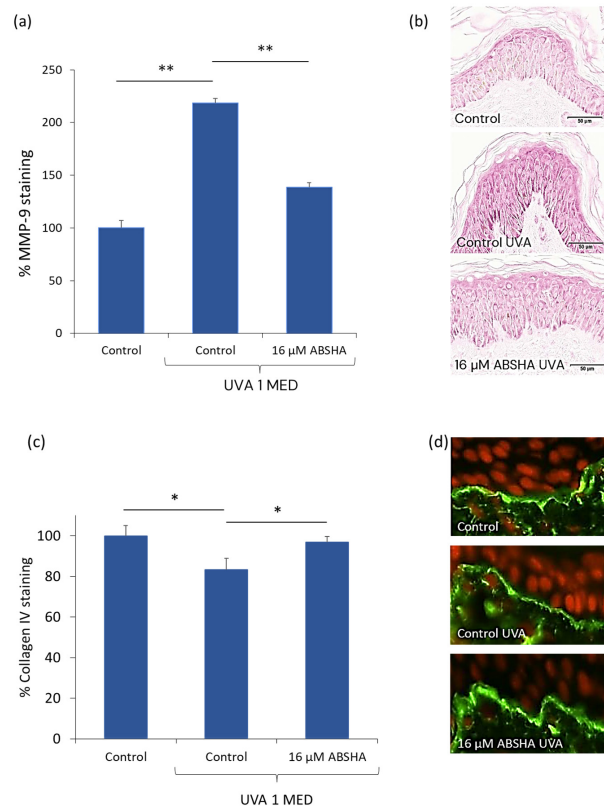 (a)
**
**
250
200
150
100
50
0
% MMP-9 staining
Control
Control
16 µM ABSHA
UVA 1 MED
(b)
Control
50 µm
Control UVA
50 µm
16 µM ABSHA UVA
50 µm
(c)
*
*
100
80
60
40
20
0
% Collagen IV staining
Control
Control
16 µM ABSHA
UVA 1 MED
(d)
Control
Control UVA
16 µM ABSHA UVA